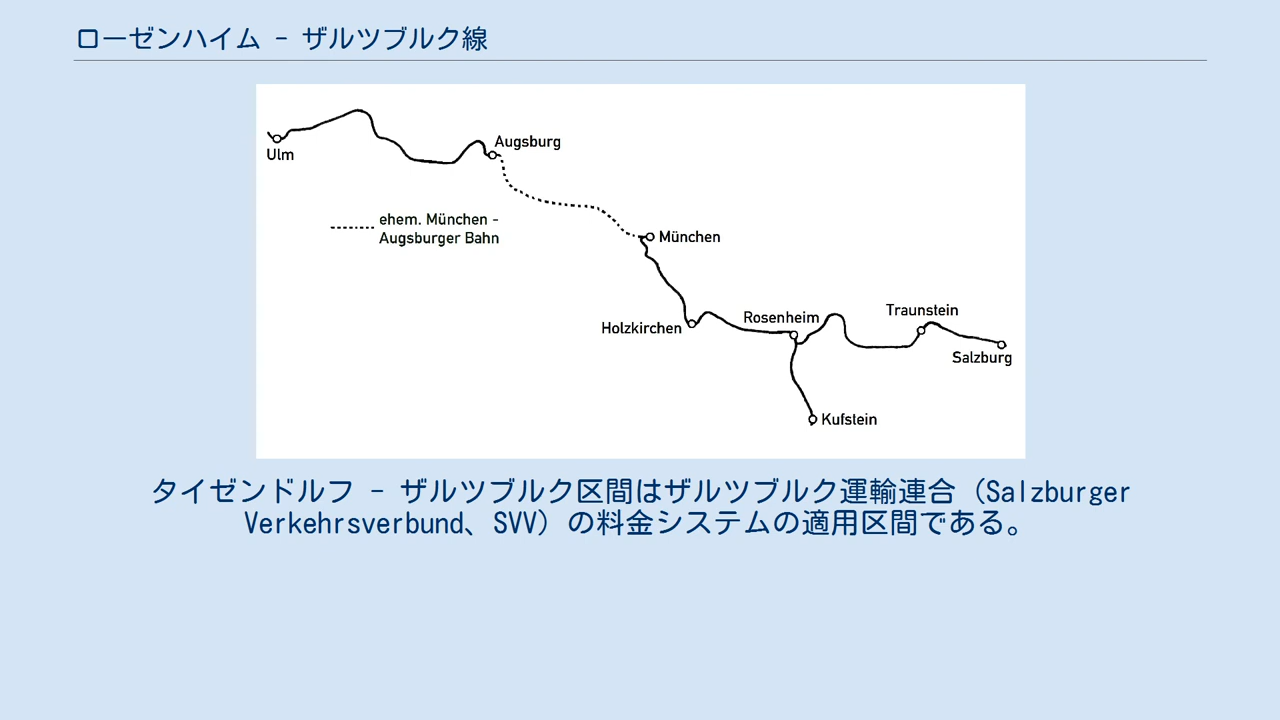 ローゼンハイム - ザルツブルク線
Ulm
Augsburg
ehem. München -
Augsburger Bahn
München
Holzkirchen
Rosenheim
Traunstein
Salzburg
Kufstein
タイゼンドルフ - ザルツブルク区間はザルツブルク運輸連合（Salzburger
Verkehrsverbund、SVV）の料金システムの適用区間である。